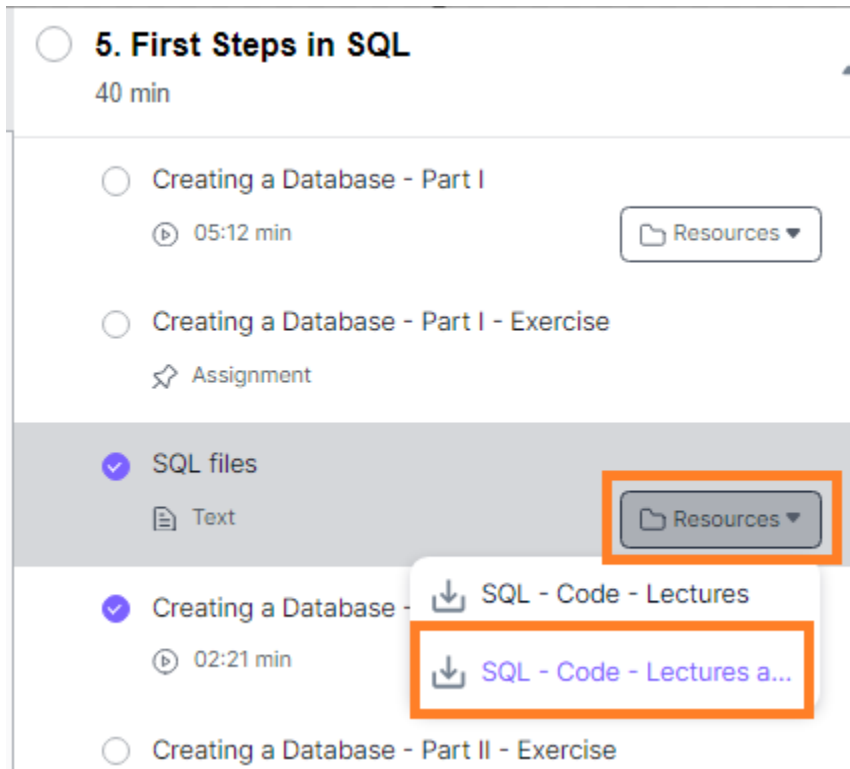 5. First Steps in SQL
40 min
Creating a Database - Part I
05:12 min
Resources
Creating a Database - Part I - Exercise
Assignment
SQL files
Text
Resources
SQL - Code - Lectures
Creating a Database -
02:21 min
SQL - Code - Lectures a...
Creating a Database - Part II - Exercise